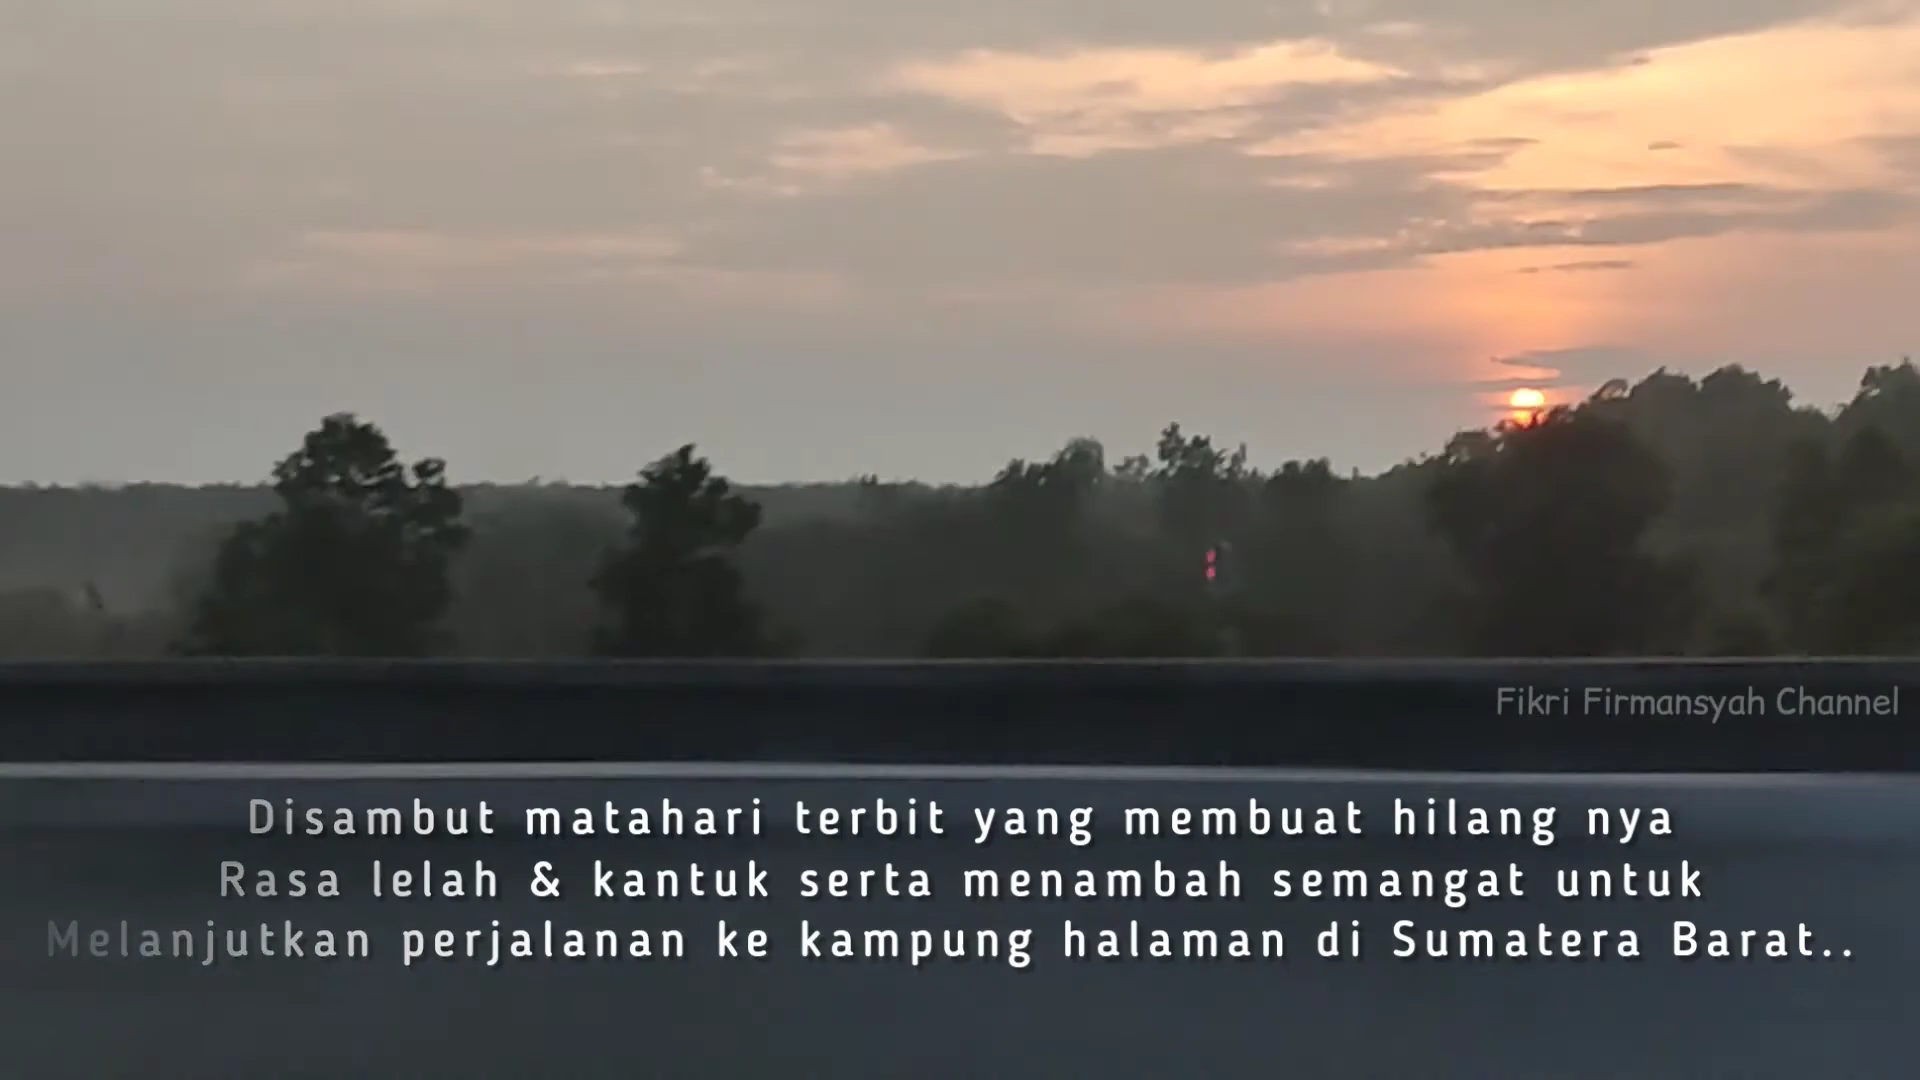 Fikri Firmansyah Channel
Disambut matahari terbit yang membuat hilang nya
Rasa lelah & kantuk serta menambah semangat untuk
Melanjutkan perjalanan ke kampung halaman di Sumatera Barat..